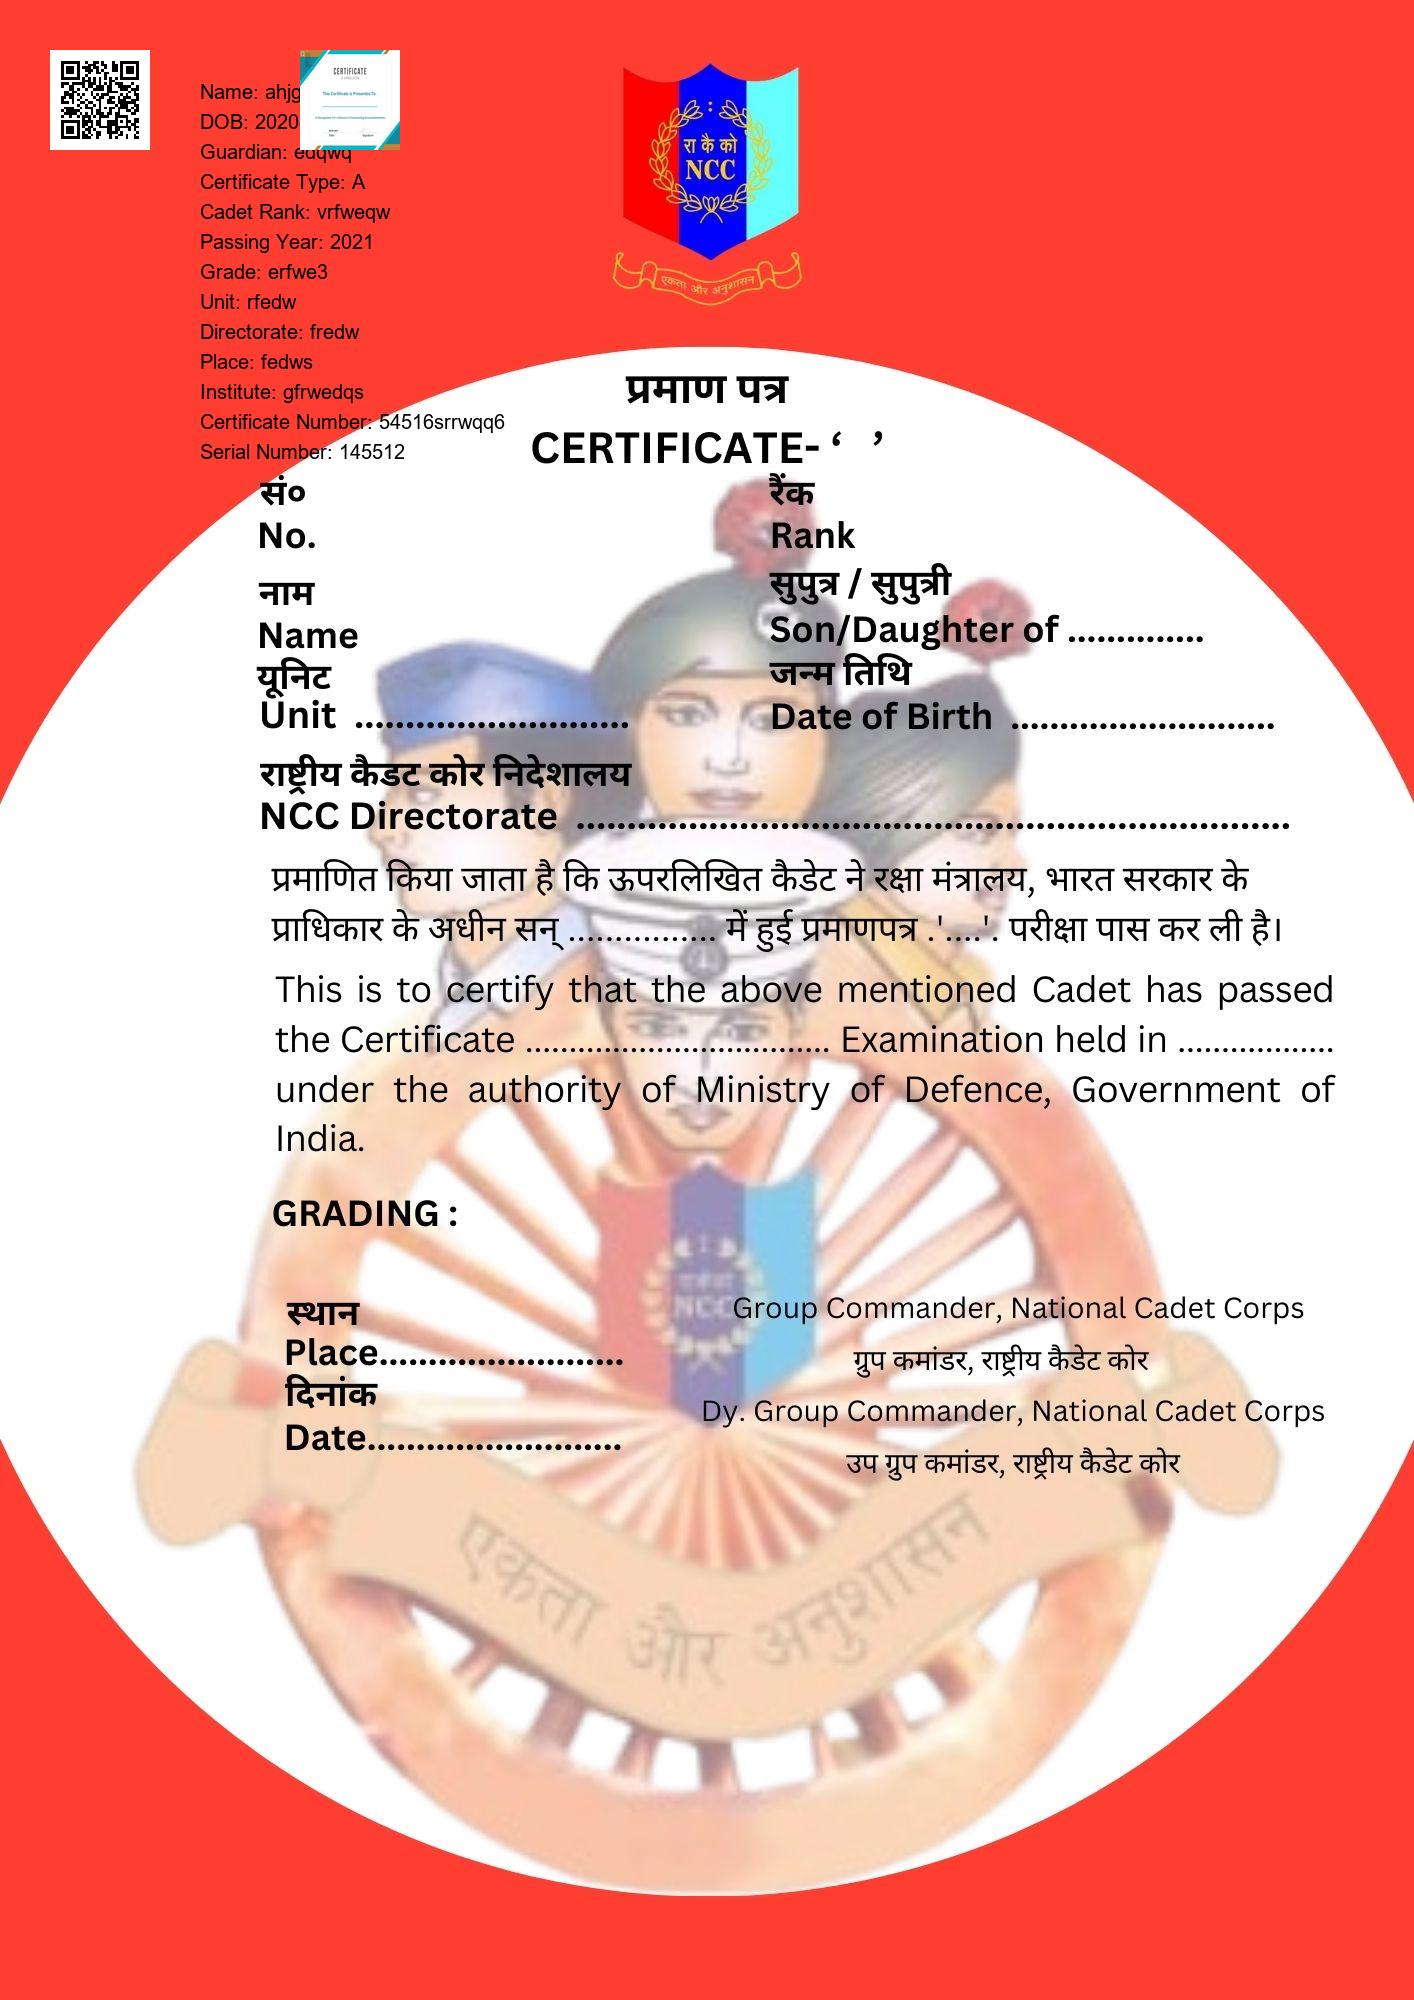 CERTIFICATE
This Certificate is Presented To:
Name: ahjg
DOB: 2020
Guardian: edqwq
Certificate Type: A
Cadet Rank: vrfweqw
Passing Year: 2021
Grade: erfwe3
Unit: rfedw
Directorate: fredw
Place: fedws
Institute: gfrwedqs
Certificate Number: 54516srrwqq6
Serial Number: 145512
रा कै को
NCC
एकता और अनुशासन
प्रमाण पत्र
CERTIFICATE- ‘ ’
सं० रैंक
No. Rank
नाम सुपुत्र / सुपुत्री
Name Son/Daughter of ..............
यूनिट जन्म तिथि
Unit ........................... Date of Birth ..........................
राष्ट्रीय कैडट कोर निदेशालय
NCC Directorate ......................................................................
प्रमाणित किया जाता है कि ऊपरलिखित कैडेट ने रक्षा मंत्रालय, भारत सरकार के
प्राधिकार के अधीन सन् ................ में हुई प्रमाणपत्र .'....'. परीक्षा पास कर ली है।
This is to certify that the above mentioned Cadet has passed
the Certificate ................................. Examination held in .................
under the authority of Ministry of Defence, Government of
India.
GRADING :
NCC
स्थान
Place.........................
दिनांक
Date..........................
Group Commander, National Cadet Corps
ग्रुप कमांडर, राष्ट्रीय कैडेट कोर
Dy. Group Commander, National Cadet Corps
उप ग्रुप कमांडर, राष्ट्रीय कैडेट कोर
एकता और अनुशासन